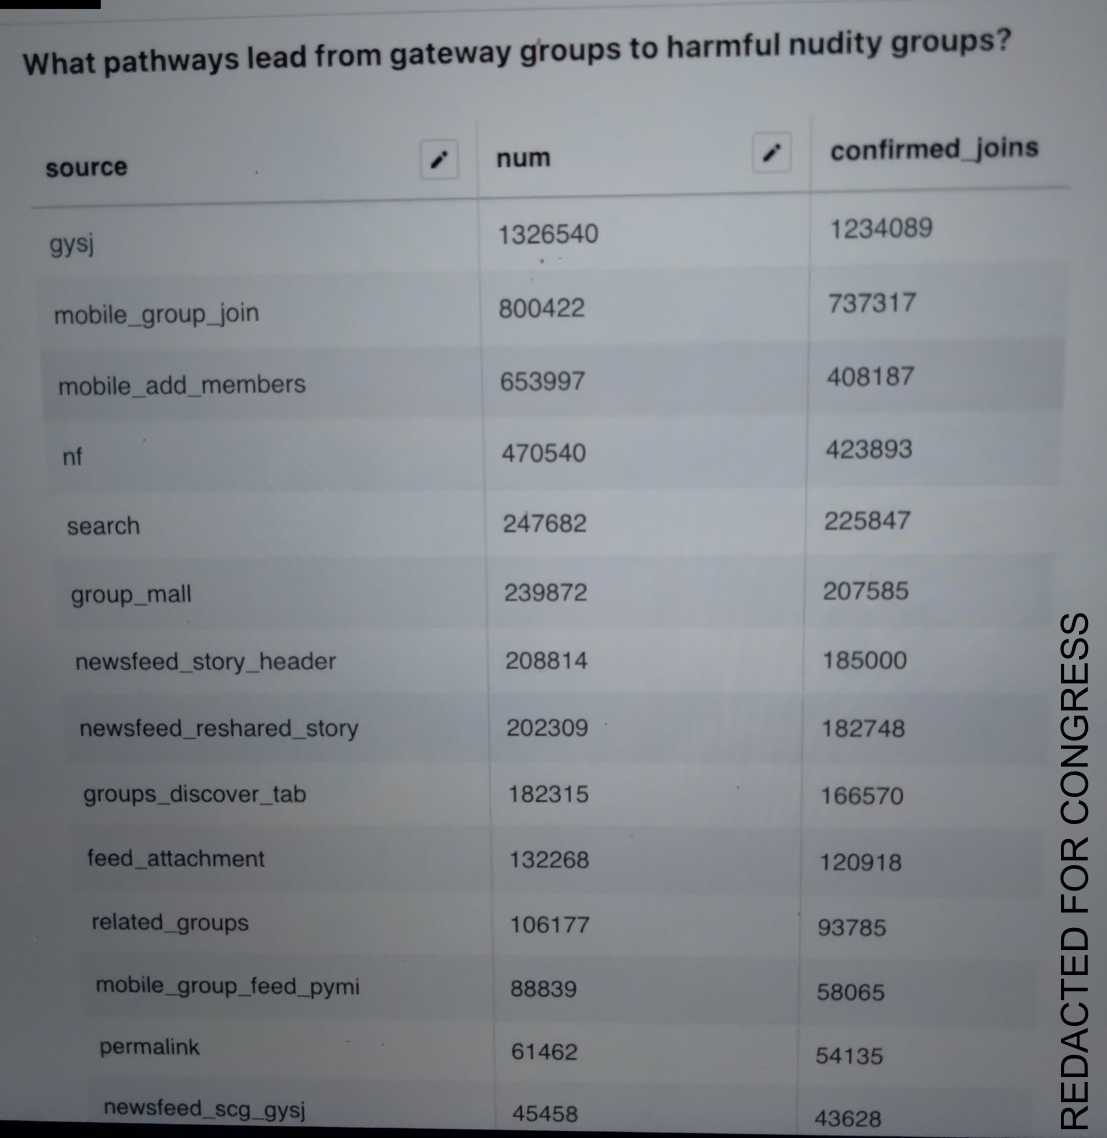 What pathways lead from gateway groups to harmful nudity groups?
source num confirmed_joins
gysj 1326540 1234089
mobile_group_join 800422 737317
mobile_add_members 653997 408187
nf 470540 423893
search 247682 225847
group_mall 239872 207585
newsfeed_story_header 208814 185000
newsfeed_reshared_story 202309 182748
groups_discover_tab 182315 166570
feed_attachment 132268 120918
related_groups 106177 93785
mobile_group_feed_pymi 88839 58065
permalink 61462 54135
newsfeed_scg_gysj 45458 43628
REDACTED FOR CONGRESS